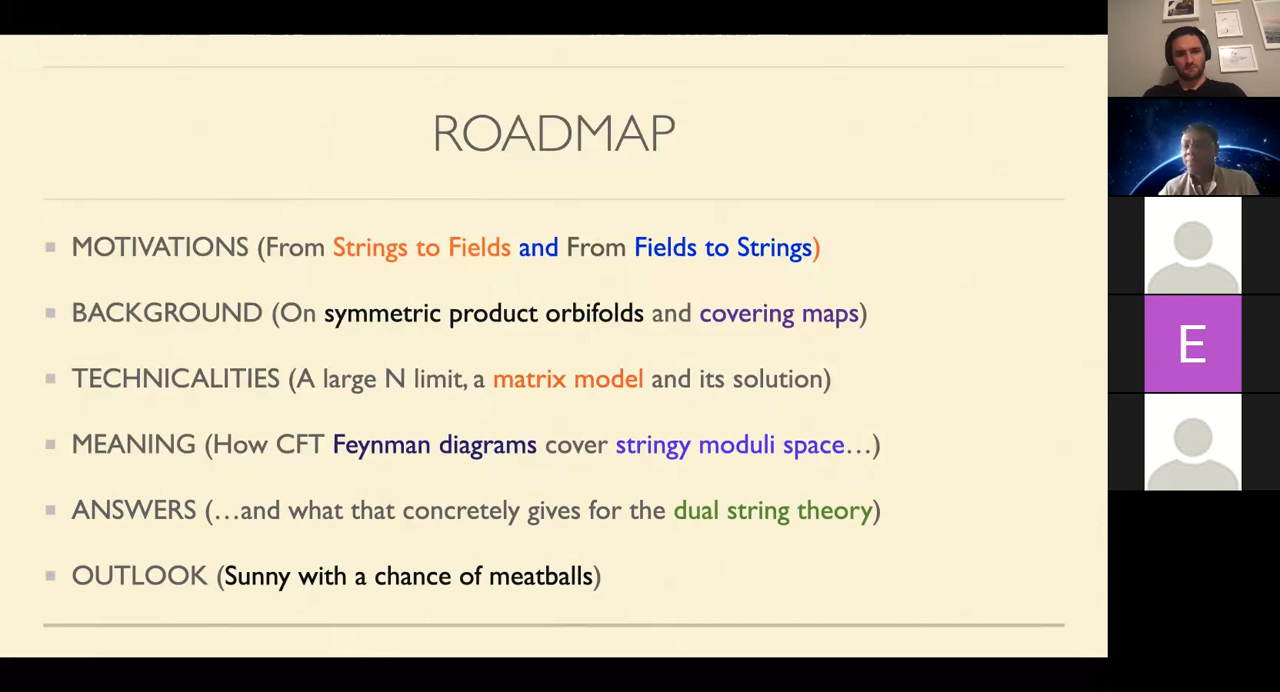 ROADMAP
MOTIVATIONS (From Strings to Fields and From Fields to Strings)
BACKGROUND (On symmetric product orbifolds and covering maps)
TECHNICALITIES (A large N limit, a matrix model and its solution)
MEANING (How CFT Feynman diagrams cover stringy moduli space…)
ANSWERS (…and what that concretely gives for the dual string theory)
OUTLOOK (Sunny with a chance of meatballs)
E